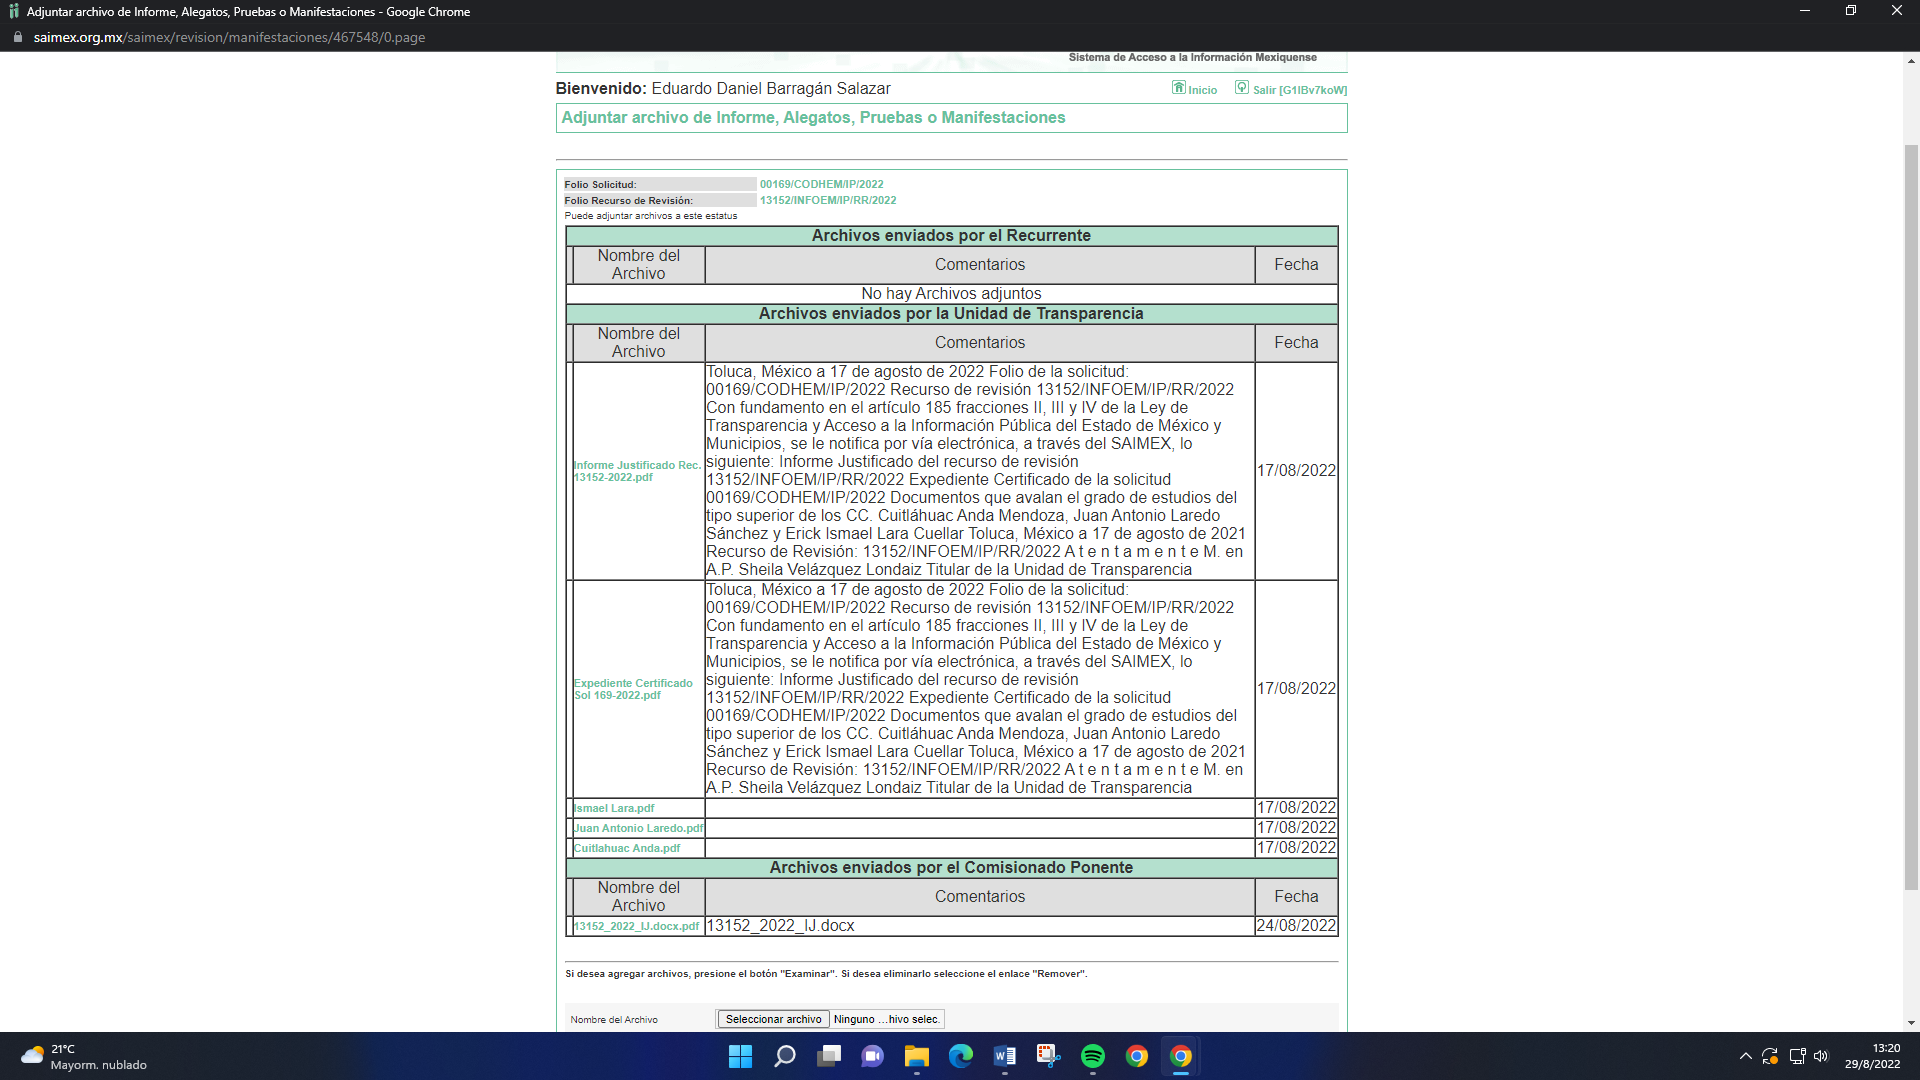 Adjuntar archivo de Informe, Alegatos, Pruebas o Manifestaciones - Google Chrome
saimex.org.mx/saimex/revision/manifestaciones/467548/0.page
Sistema de Acceso a la Información Mexiquense
Bienvenido: Eduardo Daniel Barragán Salazar
Inicio
Salir [G1IBv7koW]
Adjuntar archivo de Informe, Alegatos, Pruebas o Manifestaciones
Folio Solicitud: 00169/CODHEM/IP/2022
Folio Recurso de Revisión: 13152/INFOEM/IP/RR/2022
Puede adjuntar archivos a este estatus
Archivos enviados por el Recurrente
Nombre del
Archivo
Comentarios
Fecha
No hay Archivos adjuntos
Archivos enviados por la Unidad de Transparencia
Nombre del
Archivo
Comentarios
Fecha
Informe Justificado Rec.
13152-2022.pdf
Toluca, México a 17 de agosto de 2022 Folio de la solicitud:
00169/CODHEM/IP/2022 Recurso de revisión 13152/INFOEM/IP/RR/2022
Con fundamento en el artículo 185 fracciones II, III y IV de la Ley de
Transparencia y Acceso a la Información Pública del Estado de México y
Municipios, se le notifica por vía electrónica, a través del SAIMEX, lo
siguiente: Informe Justificado del recurso de revisión
13152/INFOEM/IP/RR/2022 Expediente Certificado de la solicitud
00169/CODHEM/IP/2022 Documentos que avalan el grado de estudios del
tipo superior de los CC. Cuitláhuac Anda Mendoza, Juan Antonio Laredo
Sánchez y Erick Ismael Lara Cuellar Toluca, México a 17 de agosto de 2021
Recurso de Revisión: 13152/INFOEM/IP/RR/2022 A t e n t a m e n t e M. en
A.P. Sheila Velázquez Londaiz Titular de la Unidad de Transparencia
17/08/2022
Expediente Certificado
Sol 169-2022.pdf
Toluca, México a 17 de agosto de 2022 Folio de la solicitud:
00169/CODHEM/IP/2022 Recurso de revisión 13152/INFOEM/IP/RR/2022
Con fundamento en el artículo 185 fracciones II, III y IV de la Ley de
Transparencia y Acceso a la Información Pública del Estado de México y
Municipios, se le notifica por vía electrónica, a través del SAIMEX, lo
siguiente: Informe Justificado del recurso de revisión
13152/INFOEM/IP/RR/2022 Expediente Certificado de la solicitud
00169/CODHEM/IP/2022 Documentos que avalan el grado de estudios del
tipo superior de los CC. Cuitláhuac Anda Mendoza, Juan Antonio Laredo
Sánchez y Erick Ismael Lara Cuellar Toluca, México a 17 de agosto de 2021
Recurso de Revisión: 13152/INFOEM/IP/RR/2022 A t e n t a m e n t e M. en
A.P. Sheila Velázquez Londaiz Titular de la Unidad de Transparencia
17/08/2022
Ismael Lara.pdf 17/08/2022
Juan Antonio Laredo.pdf 17/08/2022
Cuitlahuac Anda.pdf 17/08/2022
Archivos enviados por el Comisionado Ponente
Nombre del
Archivo
Comentarios
Fecha
13152_2022_IJ.docx.pdf 13152_2022_IJ.docx 24/08/2022
Si desea agregar archivos, presione el botón "Examinar". Si desea eliminarlo seleccione el enlace "Remover".
Nombre del Archivo Seleccionar archivo Ninguno ...hivo selec.
21°C
Mayorm. nublado
13:20
29/8/2022